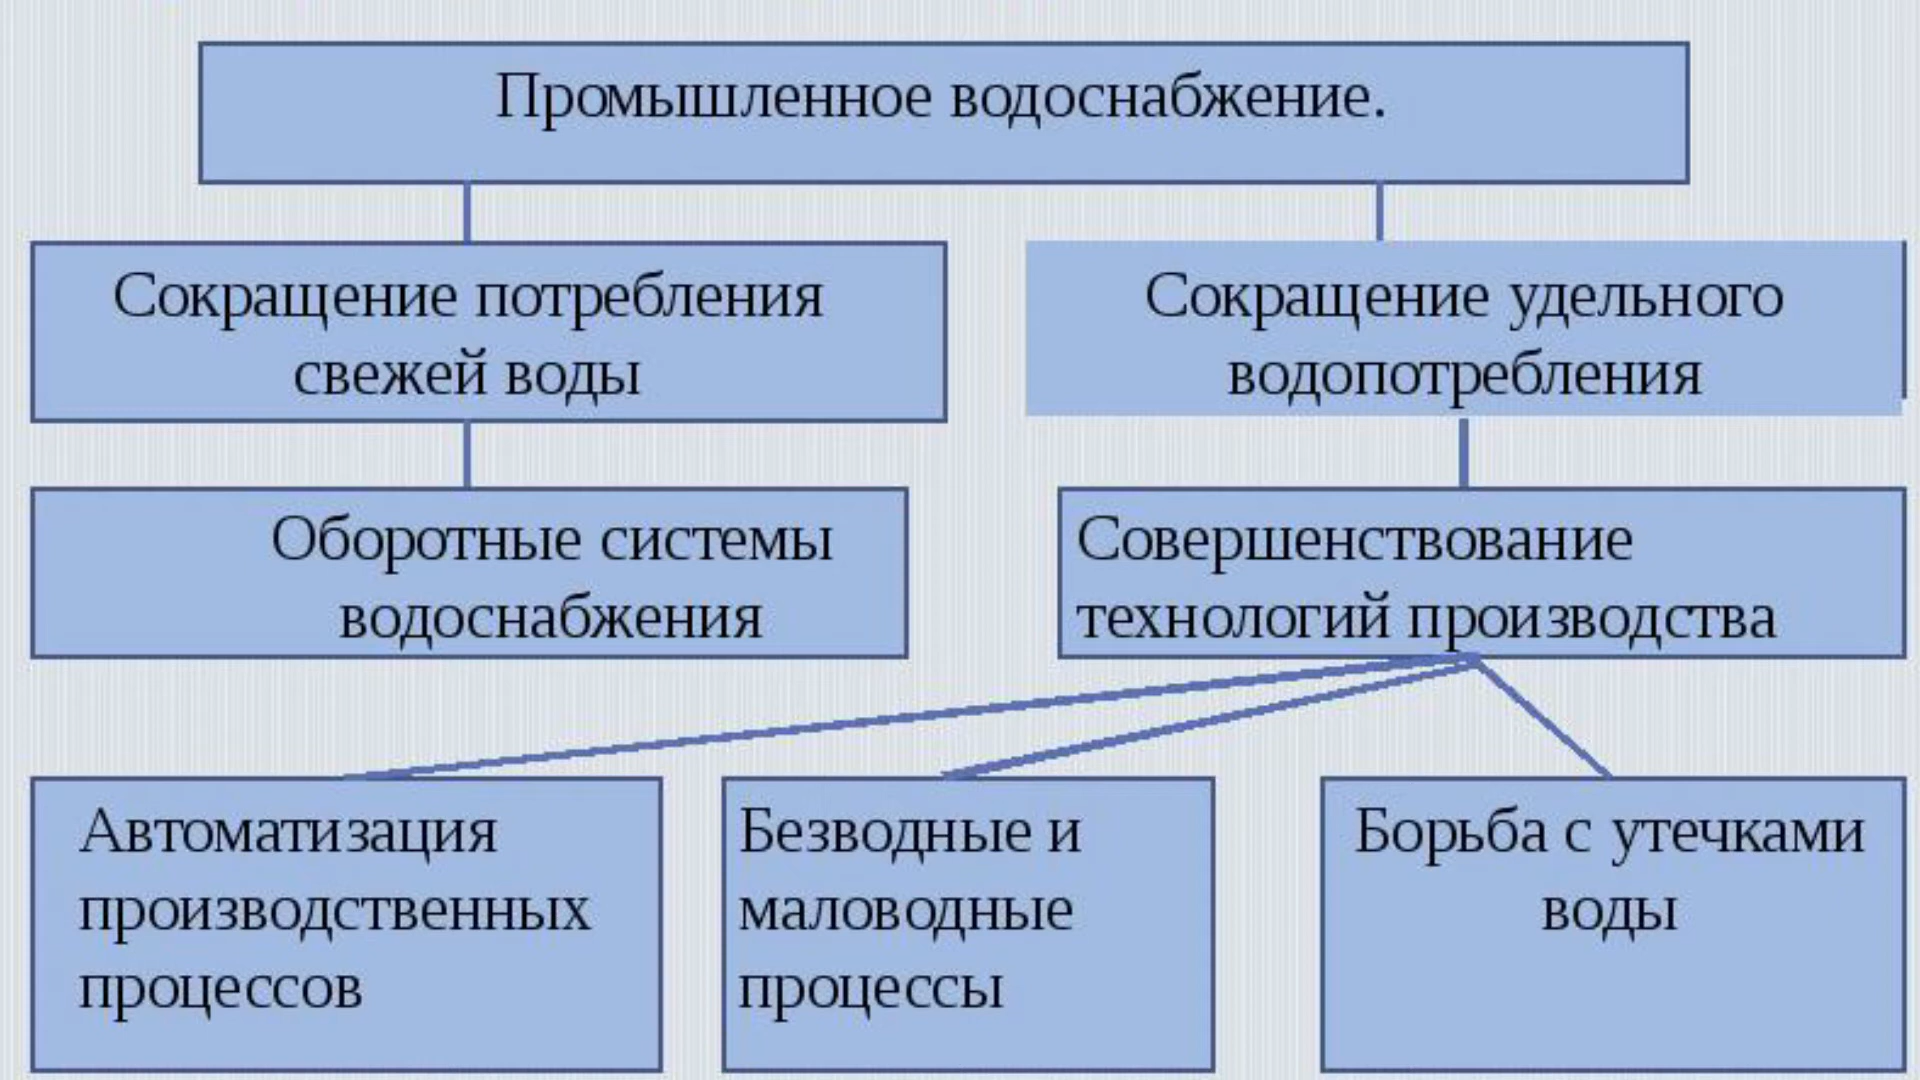 Промышленное водоснабжение.
Сокращение потребления
свежей воды
Сокращение удельного
водопотребления
Оборотные системы
водоснабжения
Совершенствование
технологий производства
Автоматизация
производственных
процессов
Безводные и
маловодные
процессы
Борьба с утечками
воды